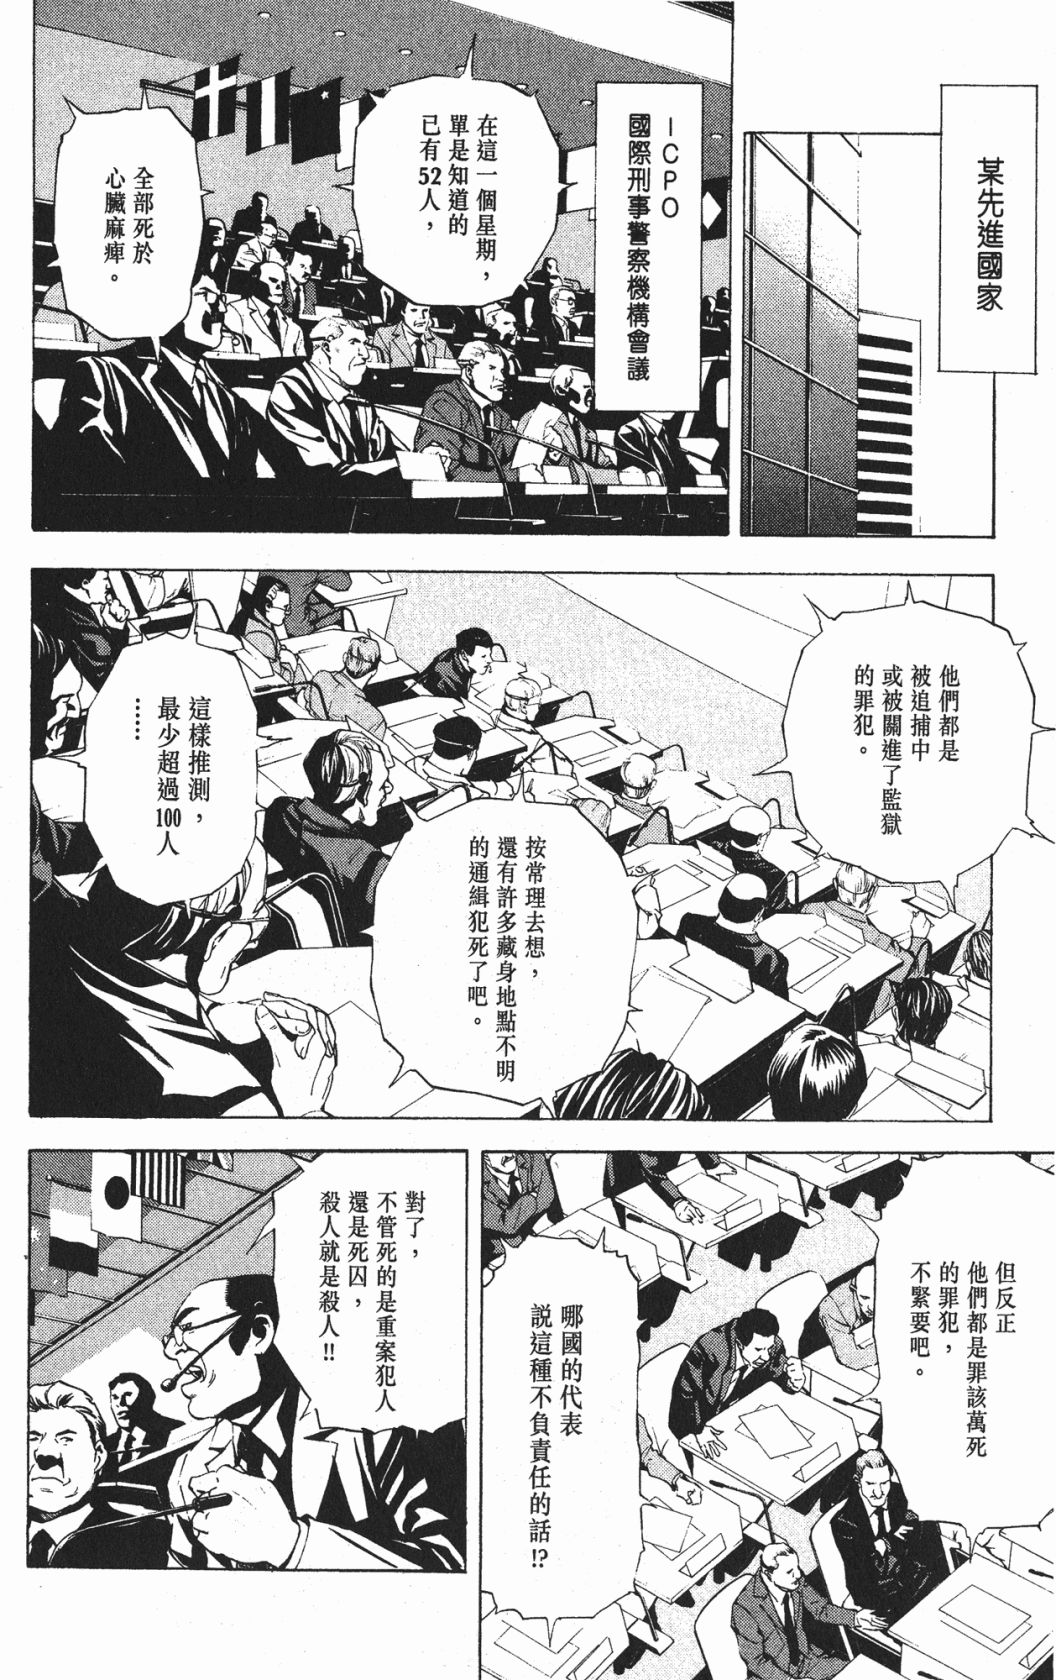 某先進國家
ICPO
國際刑事警察機構會議
在這一個星期，
單是知道的
已有52人，
全部死於
心臟麻痺。
他們都是
被追捕中
或被關進了監獄
的罪犯。
按常理去想，
還有許多藏身地點不明
的通緝犯死了吧。
這樣推測，
最少超過100人
……
但反正
他們都是罪該萬死
的罪犯，
不緊要吧。
哪國的代表
説這種不負責任的話!?
對了，
不管死的是重案犯人
還是死囚，
殺人就是殺人!!